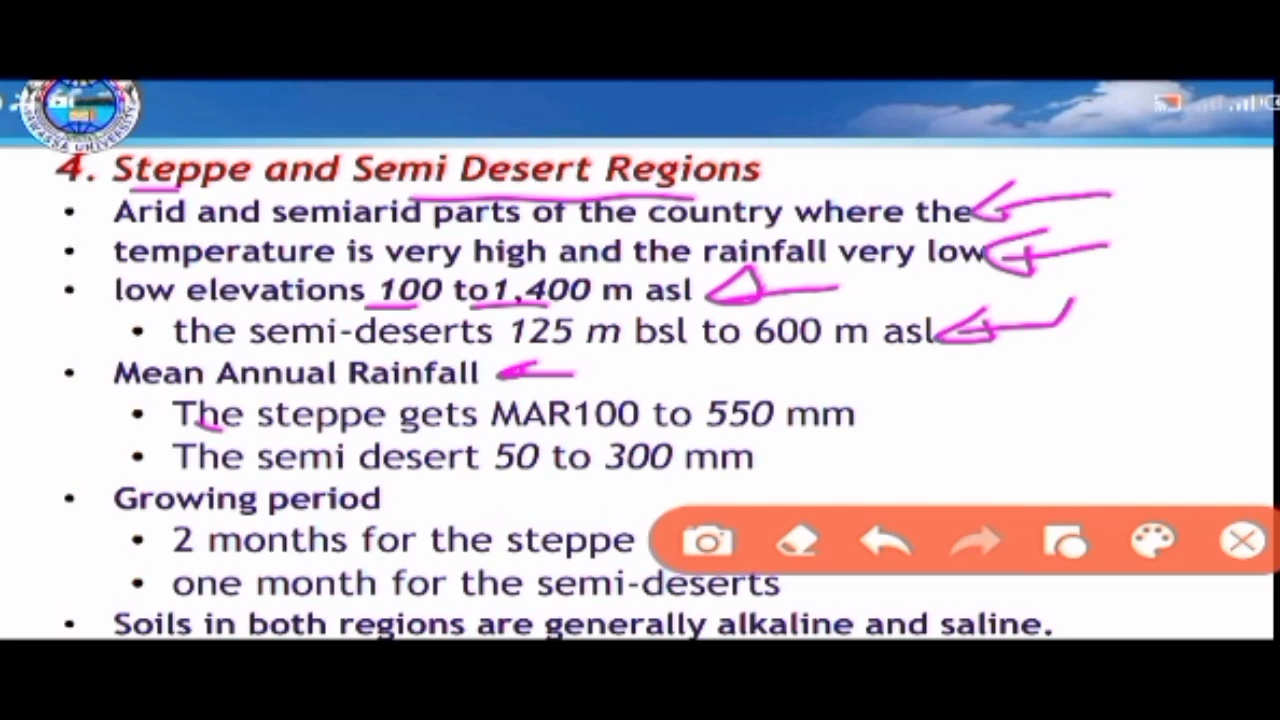 HAWASSA UNIVERSITY
4. Steppe and Semi Desert Regions
• Arid and semiarid parts of the country where the
• temperature is very high and the rainfall very low
• low elevations 100 to1,400 m asl
• the semi-deserts 125 m bsl to 600 m asl
• Mean Annual Rainfall
• The steppe gets MAR100 to 550 mm
• The semi desert 50 to 300 mm
• Growing period
• 2 months for the steppe
• one month for the semi-deserts
• Soils in both regions are generally alkaline and saline.